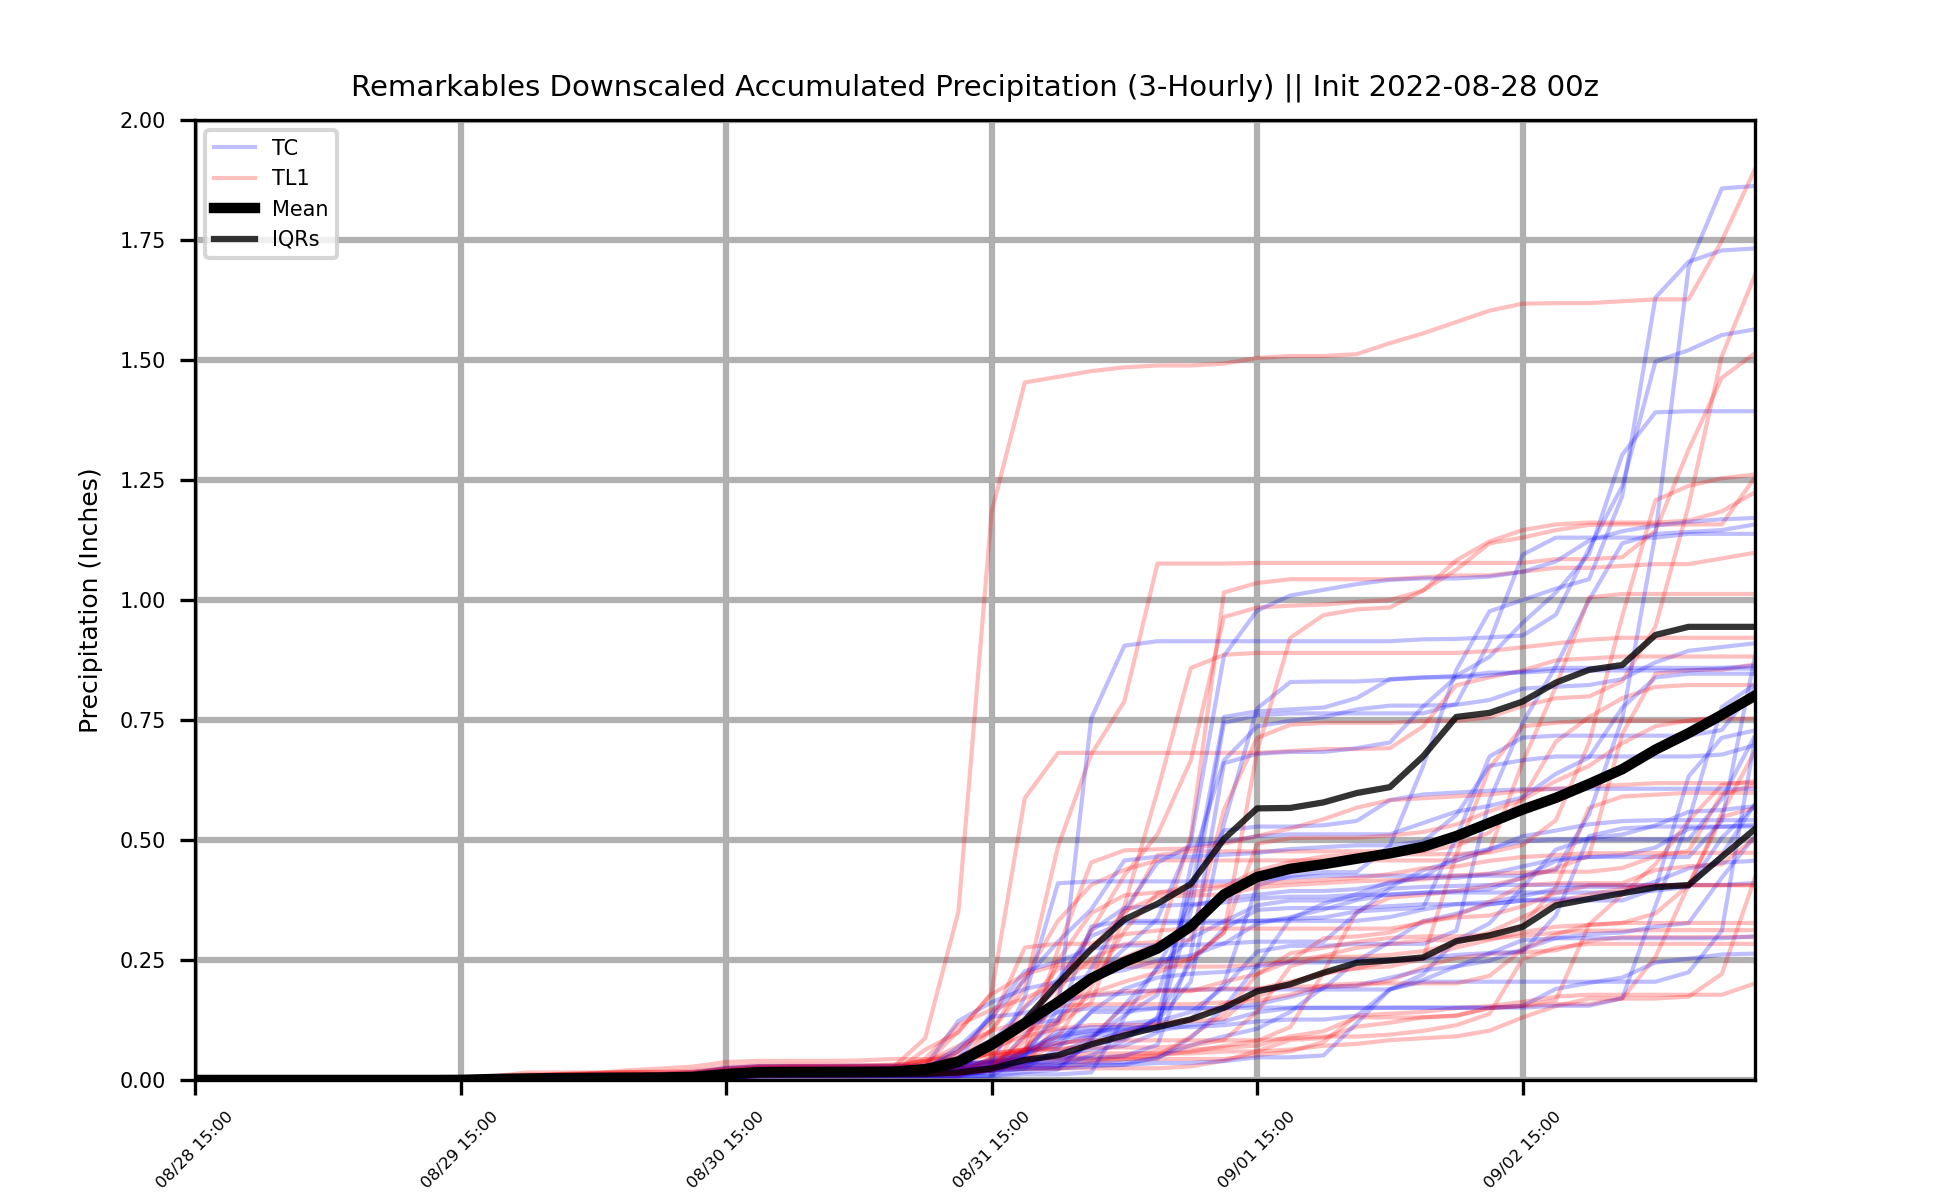 Remarkables Downscaled Accumulated Precipitation (3-Hourly) || Init 2022-08-28 00z
2.00
1.75
1.50
1.25
1.00
0.75
0.50
0.25
0.00
Precipitation (Inches)
TC
TL1
Mean
IQRs
08/28 15:00
08/29 15:00
08/30 15:00
08/31 15:00
09/01 15:00
09/02 15:00